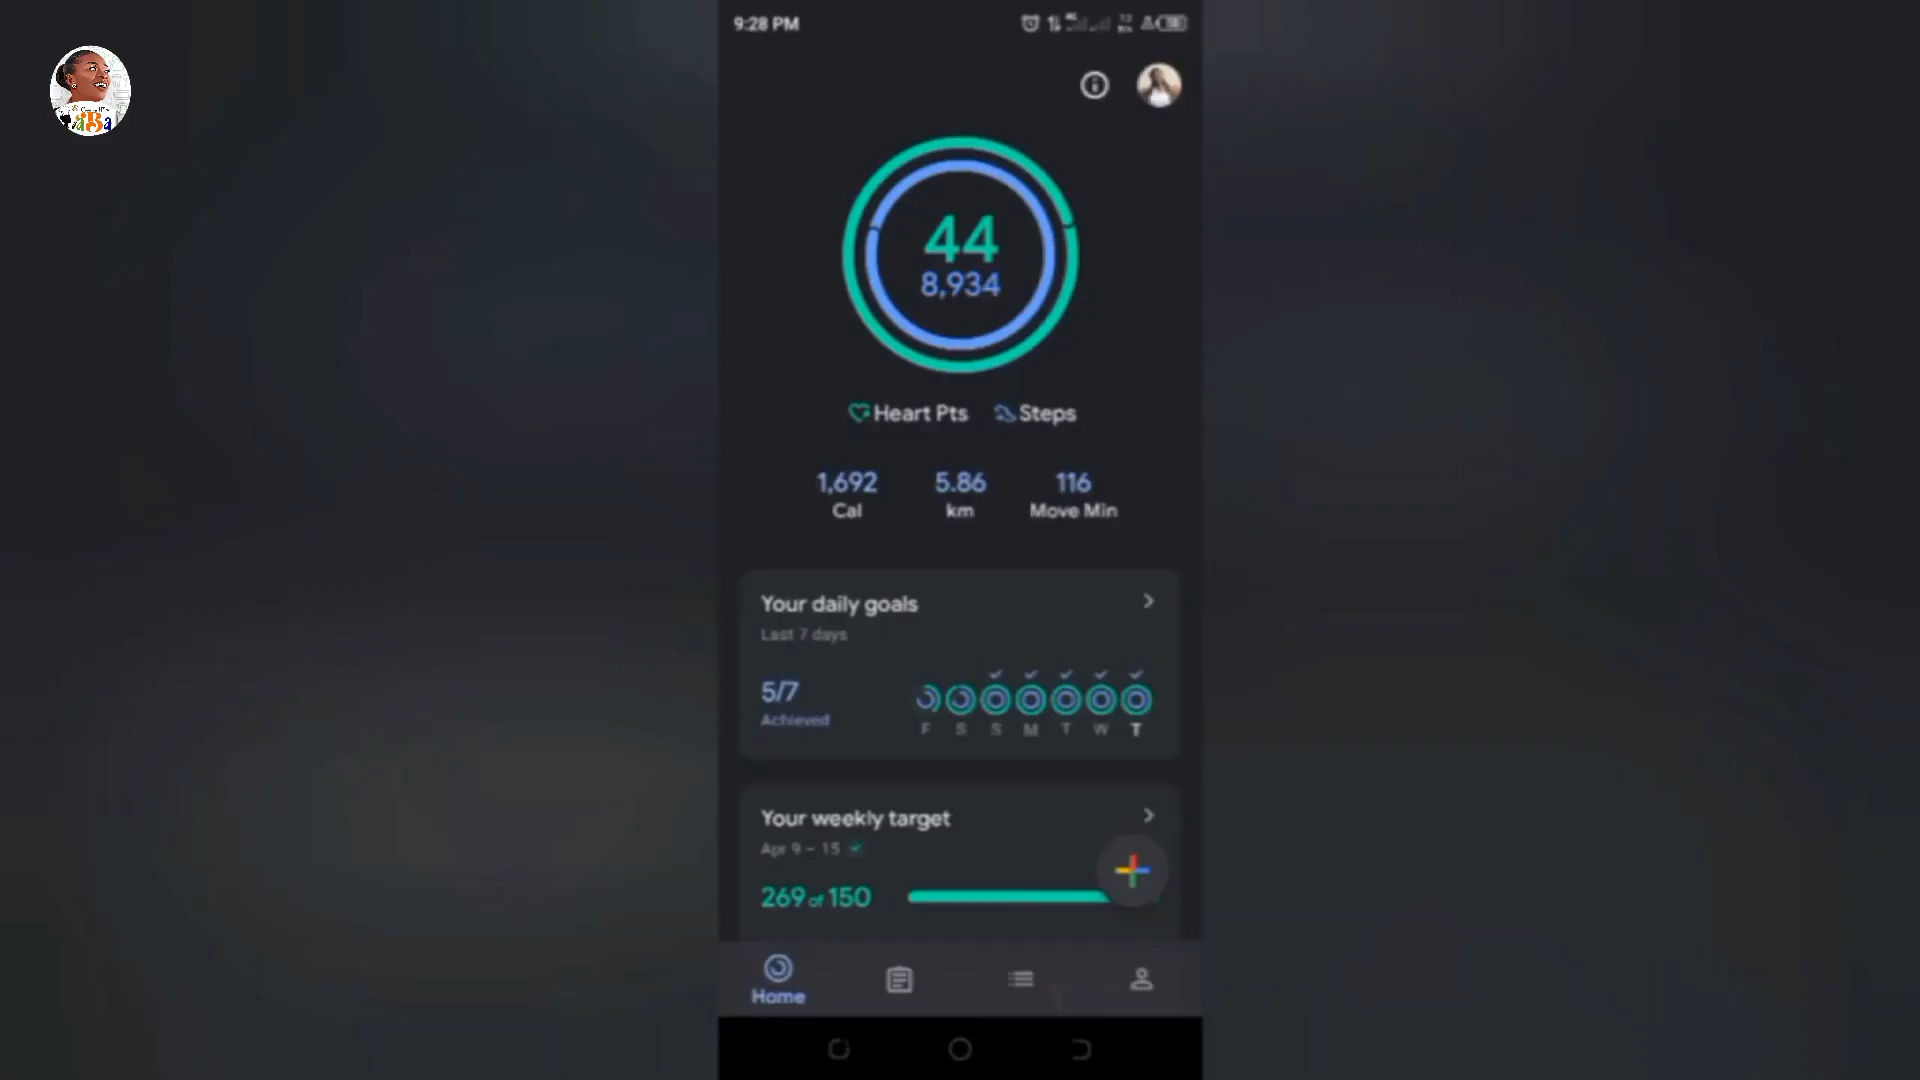 9:28 PM
44
8,934
Heart Pts Steps
1,692 5.86 116
Cal km Move Min
Your daily goals
Last 7 days
5/7
Achieved
F S S M T W T
Your weekly target
Apr 9 – 15
269 of 150
Home